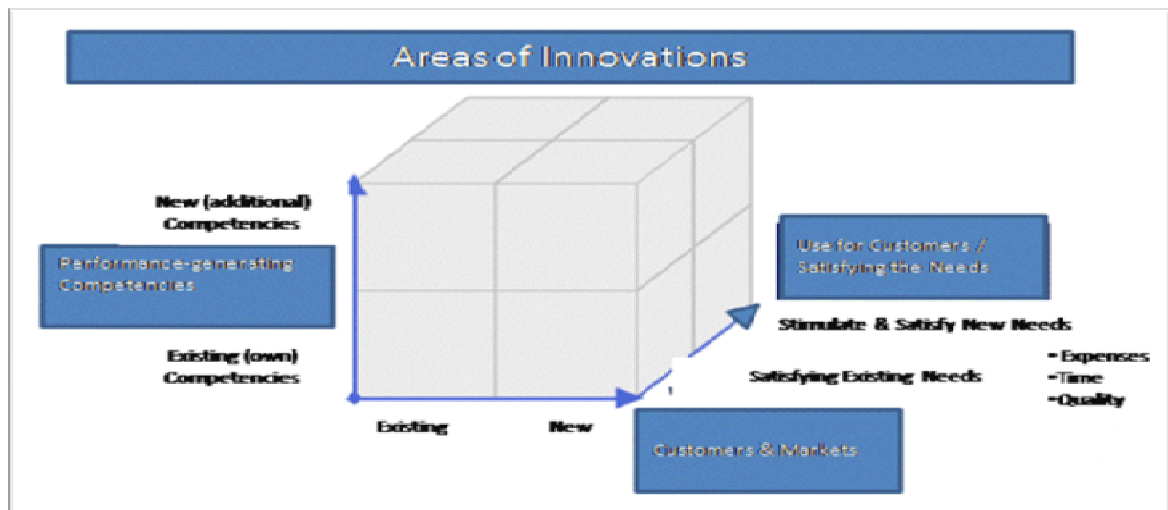 Areas of Innovations
New (additional)
Competencies
Performance-generating
Competencies
Existing (own)
Competencies
Use for Customers /
Satisfying the Needs
Stimulate & Satisfy New Needs
Satisfying Existing Needs
• Expenses
•Time
•Quality
Existing
New
Customers & Markets